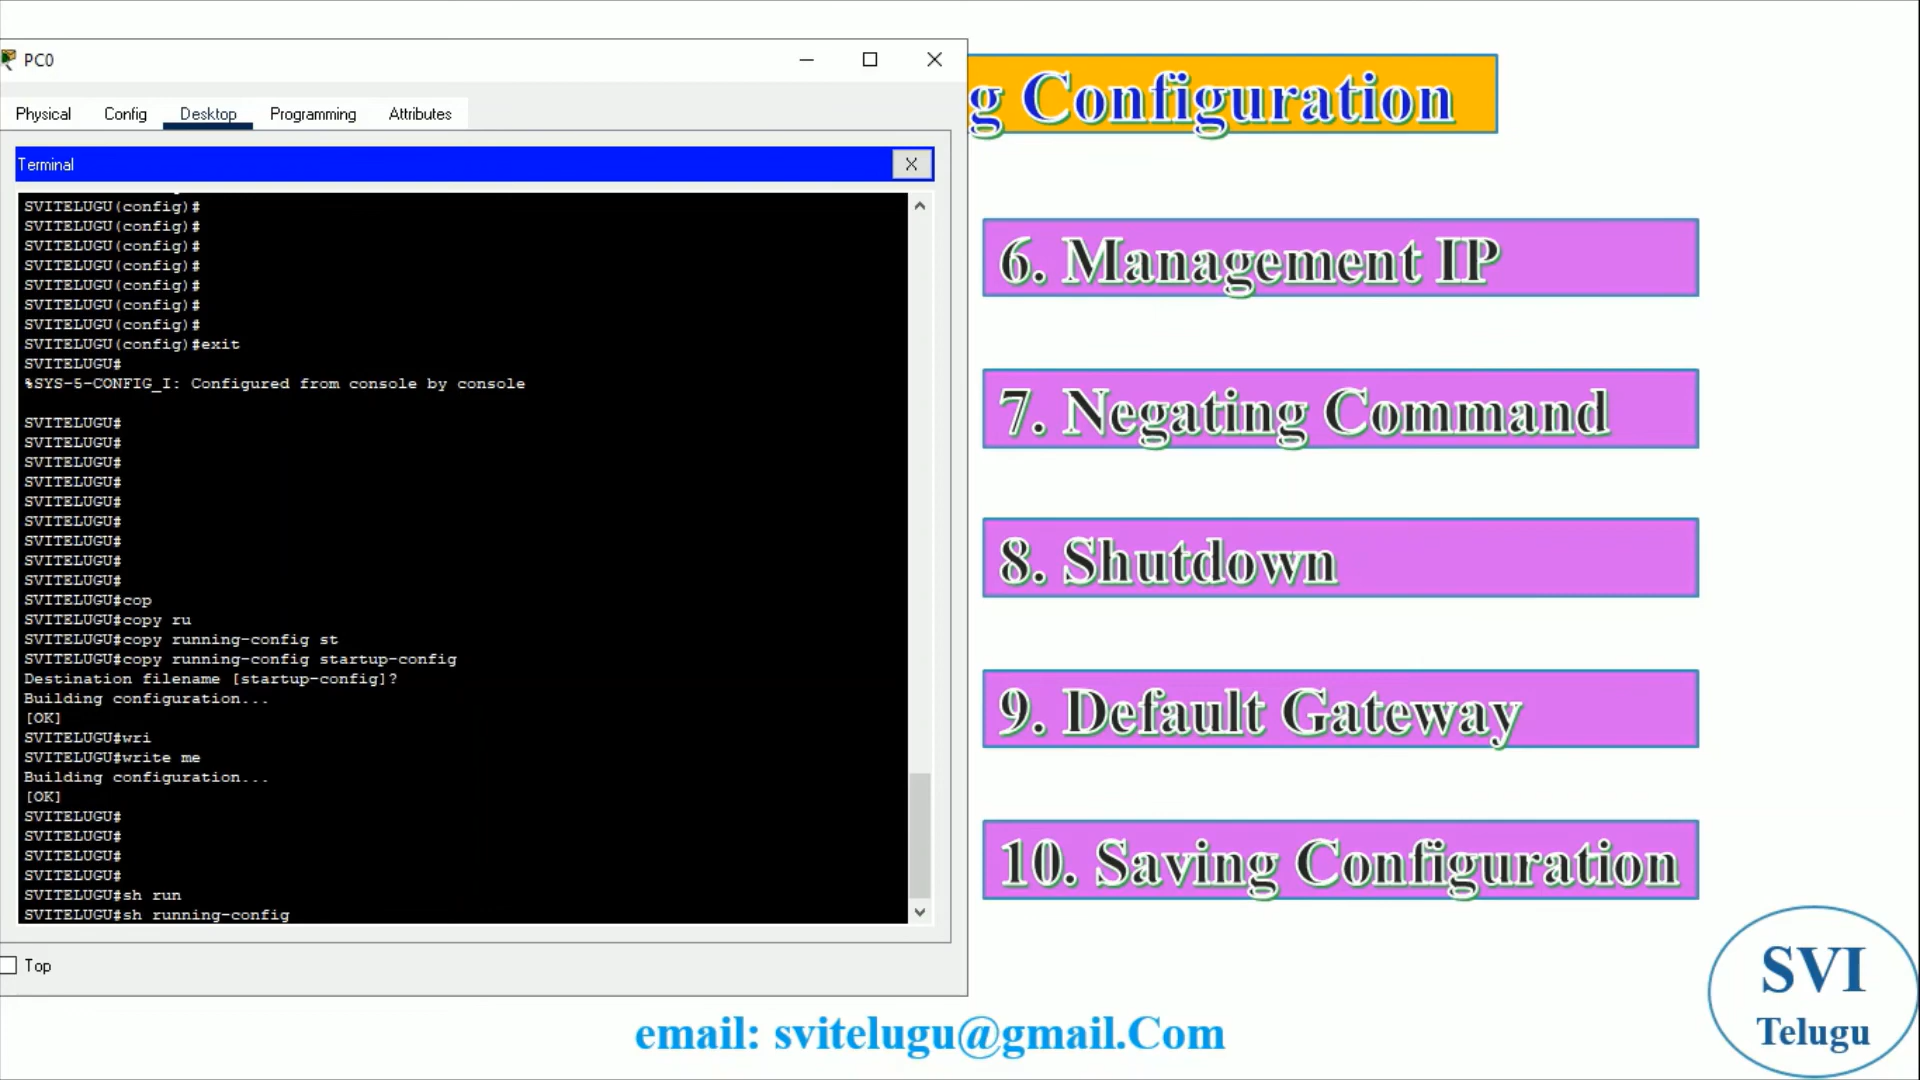 PC0
Physical Config Desktop Programming Attributes
Terminal X
SVITELUGU(config)#
SVITELUGU(config)#
SVITELUGU(config)#
SVITELUGU(config)#
SVITELUGU(config)#
SVITELUGU(config)#
SVITELUGU(config)#
SVITELUGU(config)#exit
SVITELUGU#
%SYS-5-CONFIG_I: Configured from console by console
SVITELUGU#
SVITELUGU#
SVITELUGU#
SVITELUGU#
SVITELUGU#
SVITELUGU#
SVITELUGU#
SVITELUGU#
SVITELUGU#
SVITELUGU#cop
SVITELUGU#copy ru
SVITELUGU#copy running-config st
SVITELUGU#copy running-config startup-config
Destination filename [startup-config]?
Building configuration...
[OK]
SVITELUGU#wri
SVITELUGU#write me
Building configuration...
[OK]
SVITELUGU#
SVITELUGU#
SVITELUGU#
SVITELUGU#
SVITELUGU#sh run
SVITELUGU#sh running-config
Top
g Configuration
6. Management IP
7. Negating Command
8. Shutdown
9. Default Gateway
10. Saving Configuration
email: svitelugu@gmail.Com
SVI
Telugu